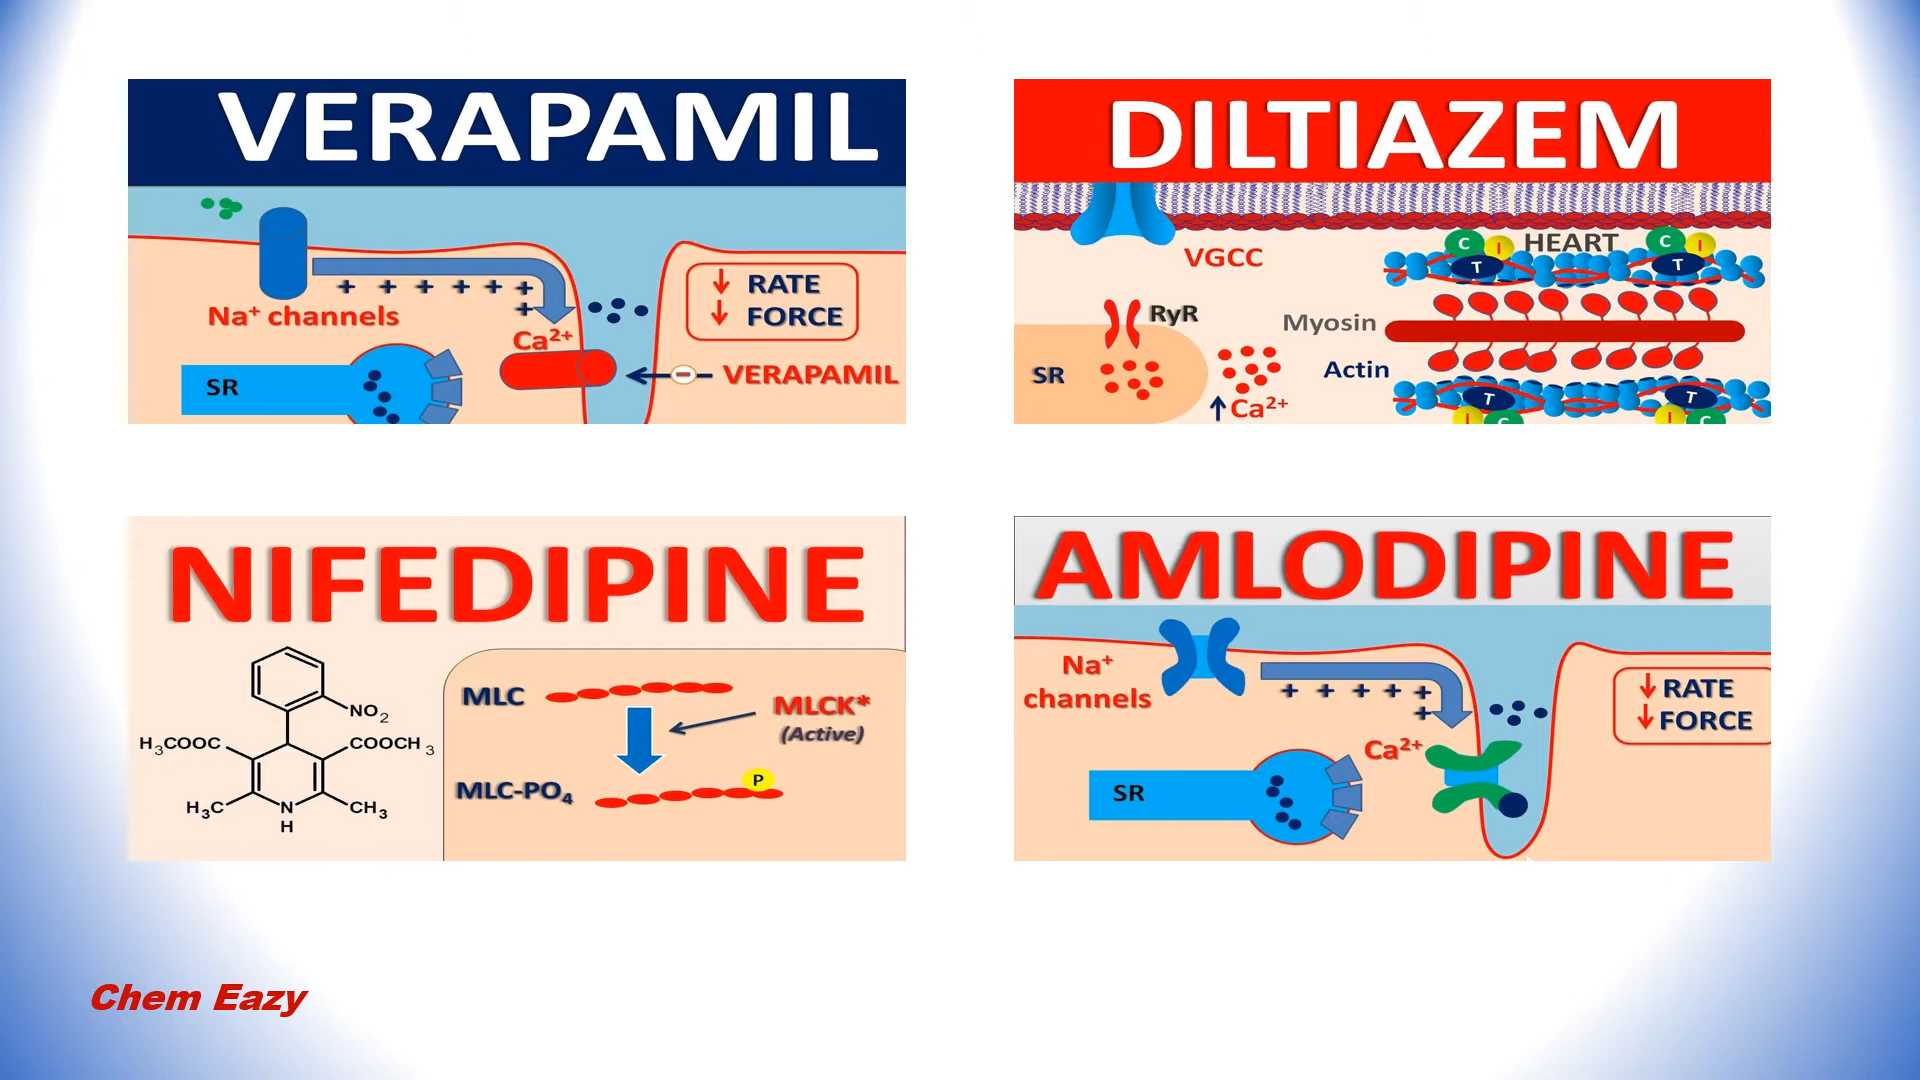 VERAPAMIL
Na⁺ channels
Ca²⁺
↓ RATE
↓ FORCE
VERAPAMIL
SR
DILTIAZEM
VGCC
HEART
C
I
T
C
I
T
RyR
Myosin
SR
Actin
↑ Ca²⁺
T
I
C
T
I
C
NIFEDIPINE
NO₂
H₃COOC
COOCH₃
H₃C
N
H
CH₃
MLC
MLCK*
(Active)
MLC-PO₄
P
AMLODIPINE
Na⁺
channels
Ca²⁺
↓ RATE
↓ FORCE
SR
Chem Eazy